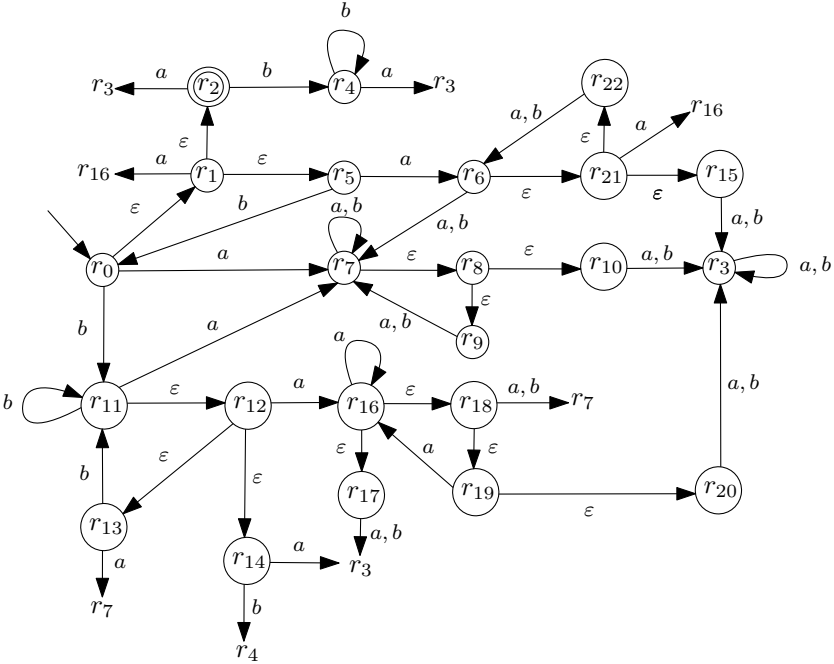 b
r3 a r2 b r4 a r3
r22
a, b
r16
ε ε a
r16 a r1 ε r5 a r6 ε r21 ε r15
ε b a, b a, b a, b
r0 a r7 ε r8 ε r10 a, b r3 a, b
b a a, b ε
r9
a
b r11 ε r12 a r16 ε r18 a, b r7
a, b
b ε ε ε a ε
r13 r17 r19 ε r20
a r14 a a, b
r7 r3
b
r4